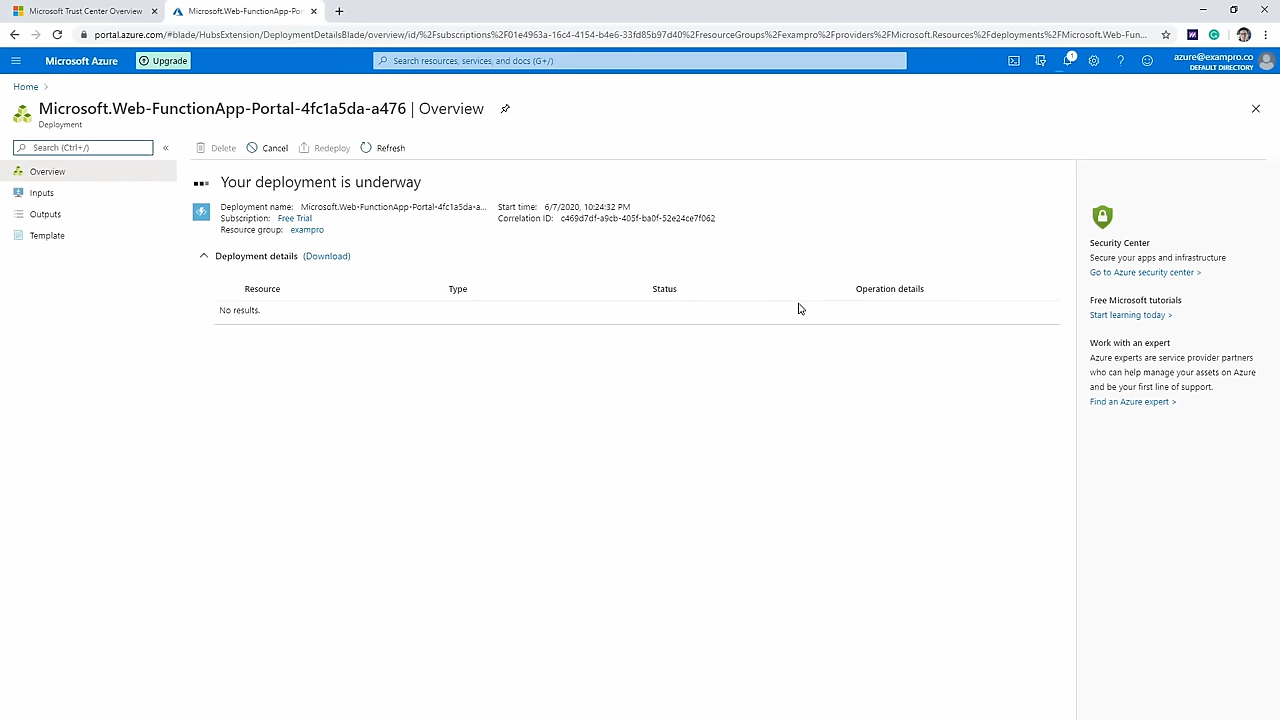 Microsoft Trust Center Overview
Microsoft.Web-FunctionApp-Por
portal.azure.com/#blade/HubsExtension/DeploymentDetailsBlade/overview/id/%2Fsubscriptions%2F01e4963a-16c4-4154-b4e6-33fd85b97d40%2FresourceGroups%2Fexampro%2Fproviders%2FMicrosoft.Resources%2Fdeployments%2FMicrosoft.Web-Fun...
Microsoft Azure
Upgrade
Search resources, services, and docs (G+/)
1
azure@exampro.co
DEFAULT DIRECTORY
Home
Microsoft.Web-FunctionApp-Portal-4fc1a5da-a476 | Overview
Deployment
Search (Ctrl+/)
Overview
Inputs
Outputs
Template
Delete
Cancel
Redeploy
Refresh
Your deployment is underway
Deployment name: Microsoft.Web-FunctionApp-Portal-4fc1a5da-a...
Subscription: Free Trial
Resource group: exampro
Start time: 6/7/2020, 10:24:32 PM
Correlation ID: c469d7df-a9cb-405f-ba0f-52e24ce7f062
Deployment details (Download)
Resource Type Status Operation details
No results.
Security Center
Secure your apps and infrastructure
Go to Azure security center >
Free Microsoft tutorials
Start learning today >
Work with an expert
Azure experts are service provider partners
who can help manage your assets on Azure
and be your first line of support.
Find an Azure expert >